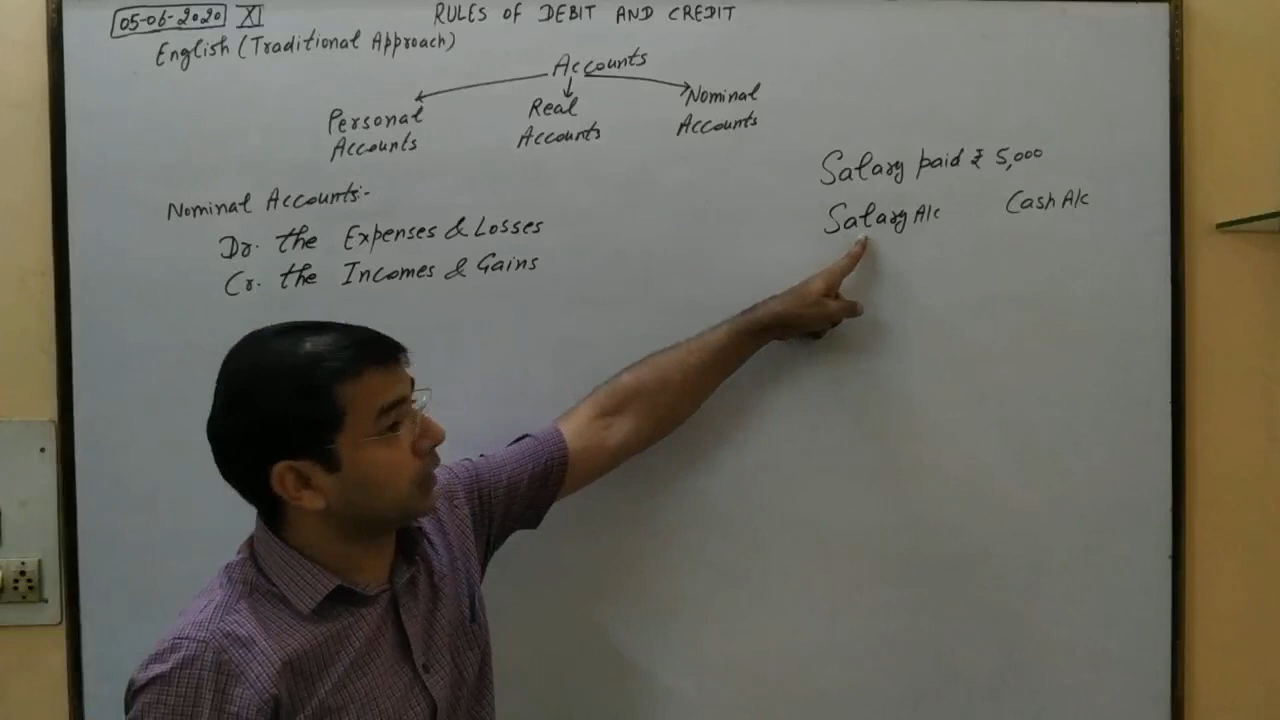 05-06-2020 XI RULES OF DEBIT AND CREDIT
English (Traditional Approach)
Accounts
Personal Accounts
Real Accounts
Nominal Accounts
Nominal Accounts:-
Dr. the Expenses & Losses
Cr. the Incomes & Gains
Salary paid ₹ 5,000
Salary A/c Cash A/c